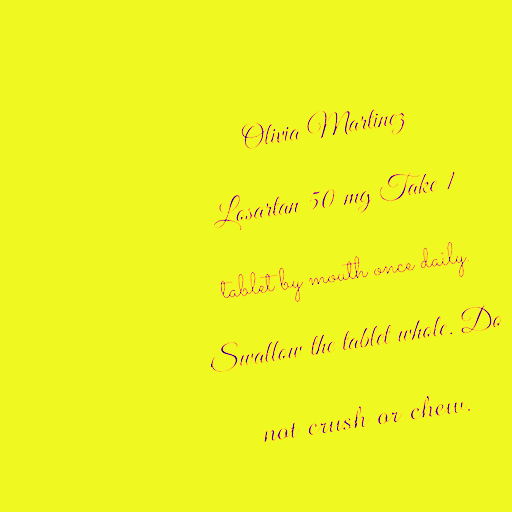 Olivia Martinez
Losartan 50 mg Take 1
tablet by mouth once daily.
Swallow the tablet whole. Do
not crush or chew.